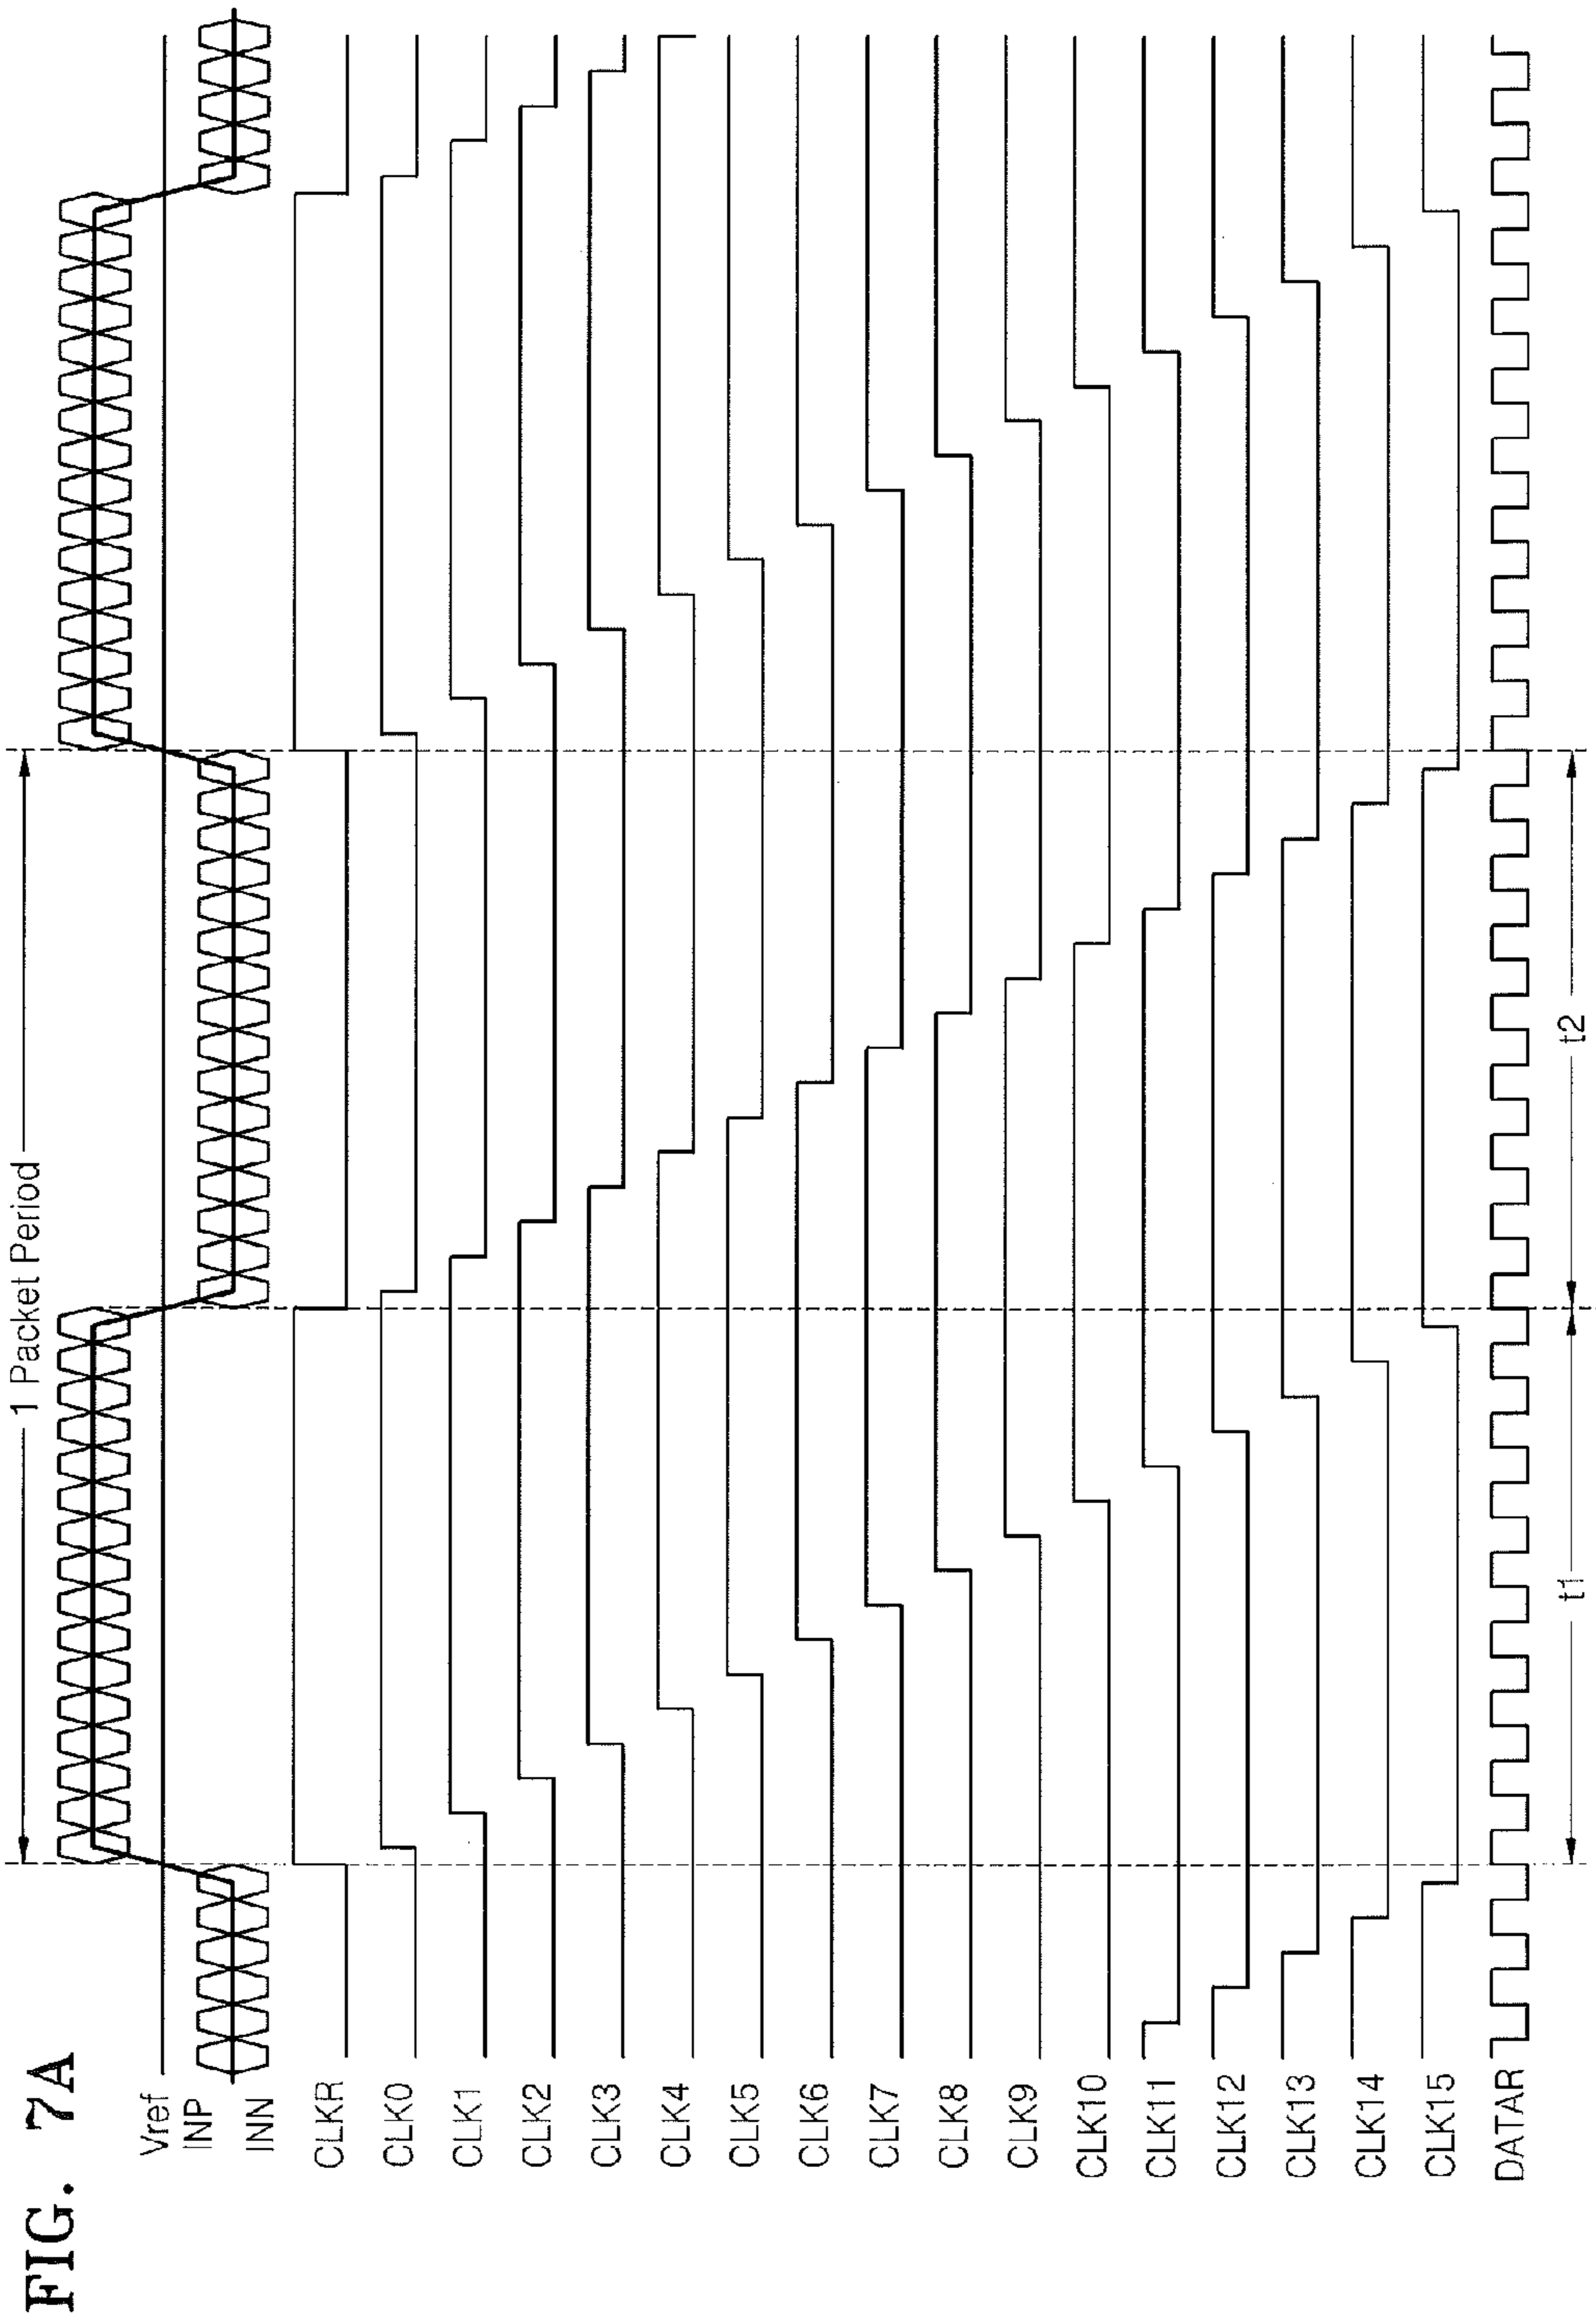 FIG. 7A
1 Packet Period
Vref
INP
INN
CLKR
CLK0
CLK1
CLK2
CLK3
CLK4
CLK5
CLK6
CLK7
CLK8
CLK9
CLK10
CLK11
CLK12
CLK13
CLK14
CLK15
DATAR
t1
t2